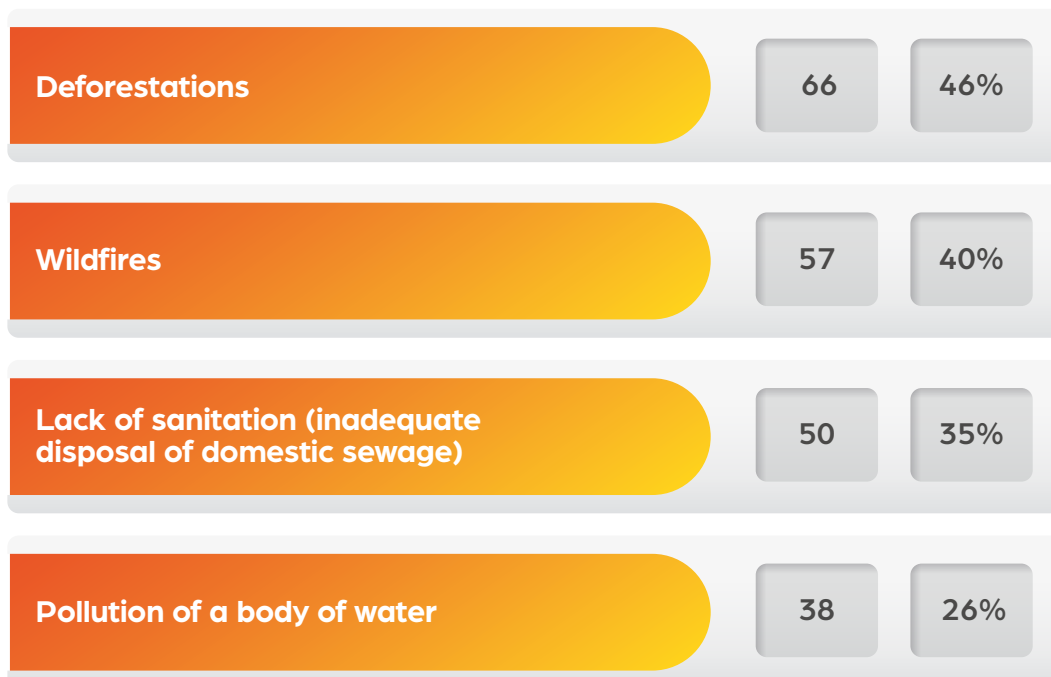 Deforestations 66 46%
Wildfires 57 40%
Lack of sanitation (inadequate
disposal of domestic sewage) 50 35%
Pollution of a body of water 38 26%